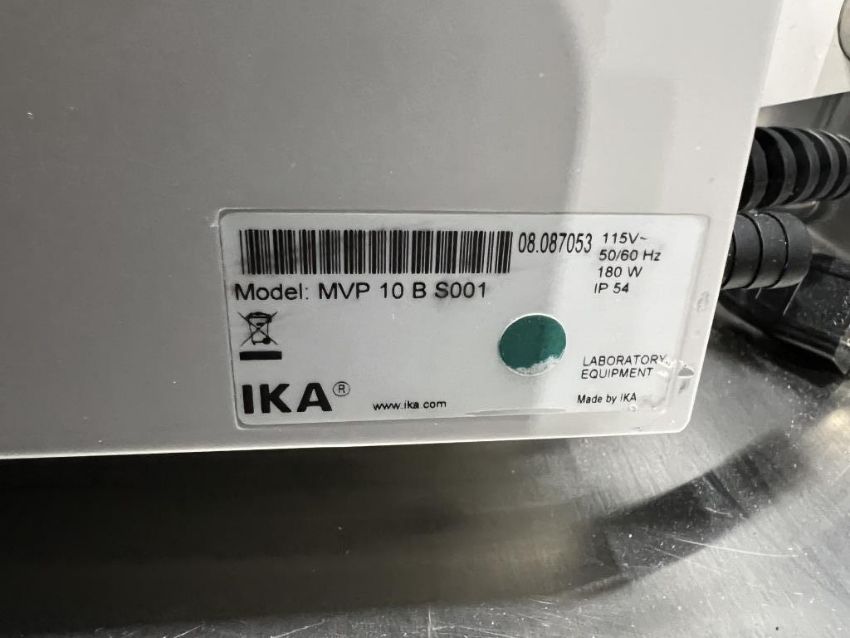 08.087053
115V~
50/60 Hz
180 W
IP 54
Model: MVP 10 B S001
LABORATORY
EQUIPMENT
IKA®
www.ika.com
Made by IKA